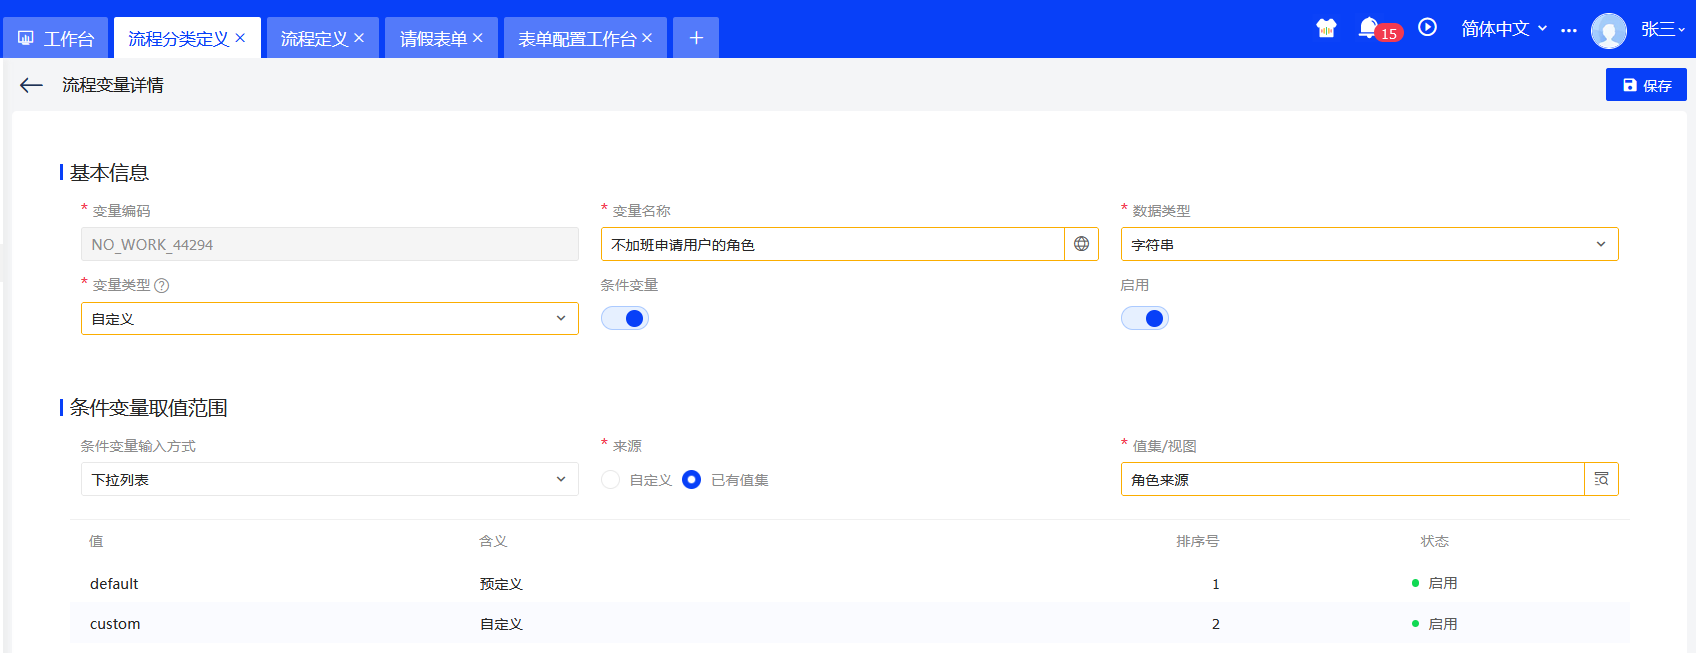 工作台 流程分类定义 × 流程定义 × 请假表单 × 表单配置工作台 × + 15 简体中文 ··· 张三
流程变量详情 保存
基本信息
* 变量编码 * 变量名称 * 数据类型
NO_WORK_44294 不加班申请用户的角色 字符串
* 变量类型 ? 条件变量 启用
自定义
条件变量取值范围
条件变量输入方式 * 来源 * 值集/视图
下拉列表 自定义 已有值集 角色来源
值 含义 排序号 状态
default 预定义 1 启用
custom 自定义 2 启用